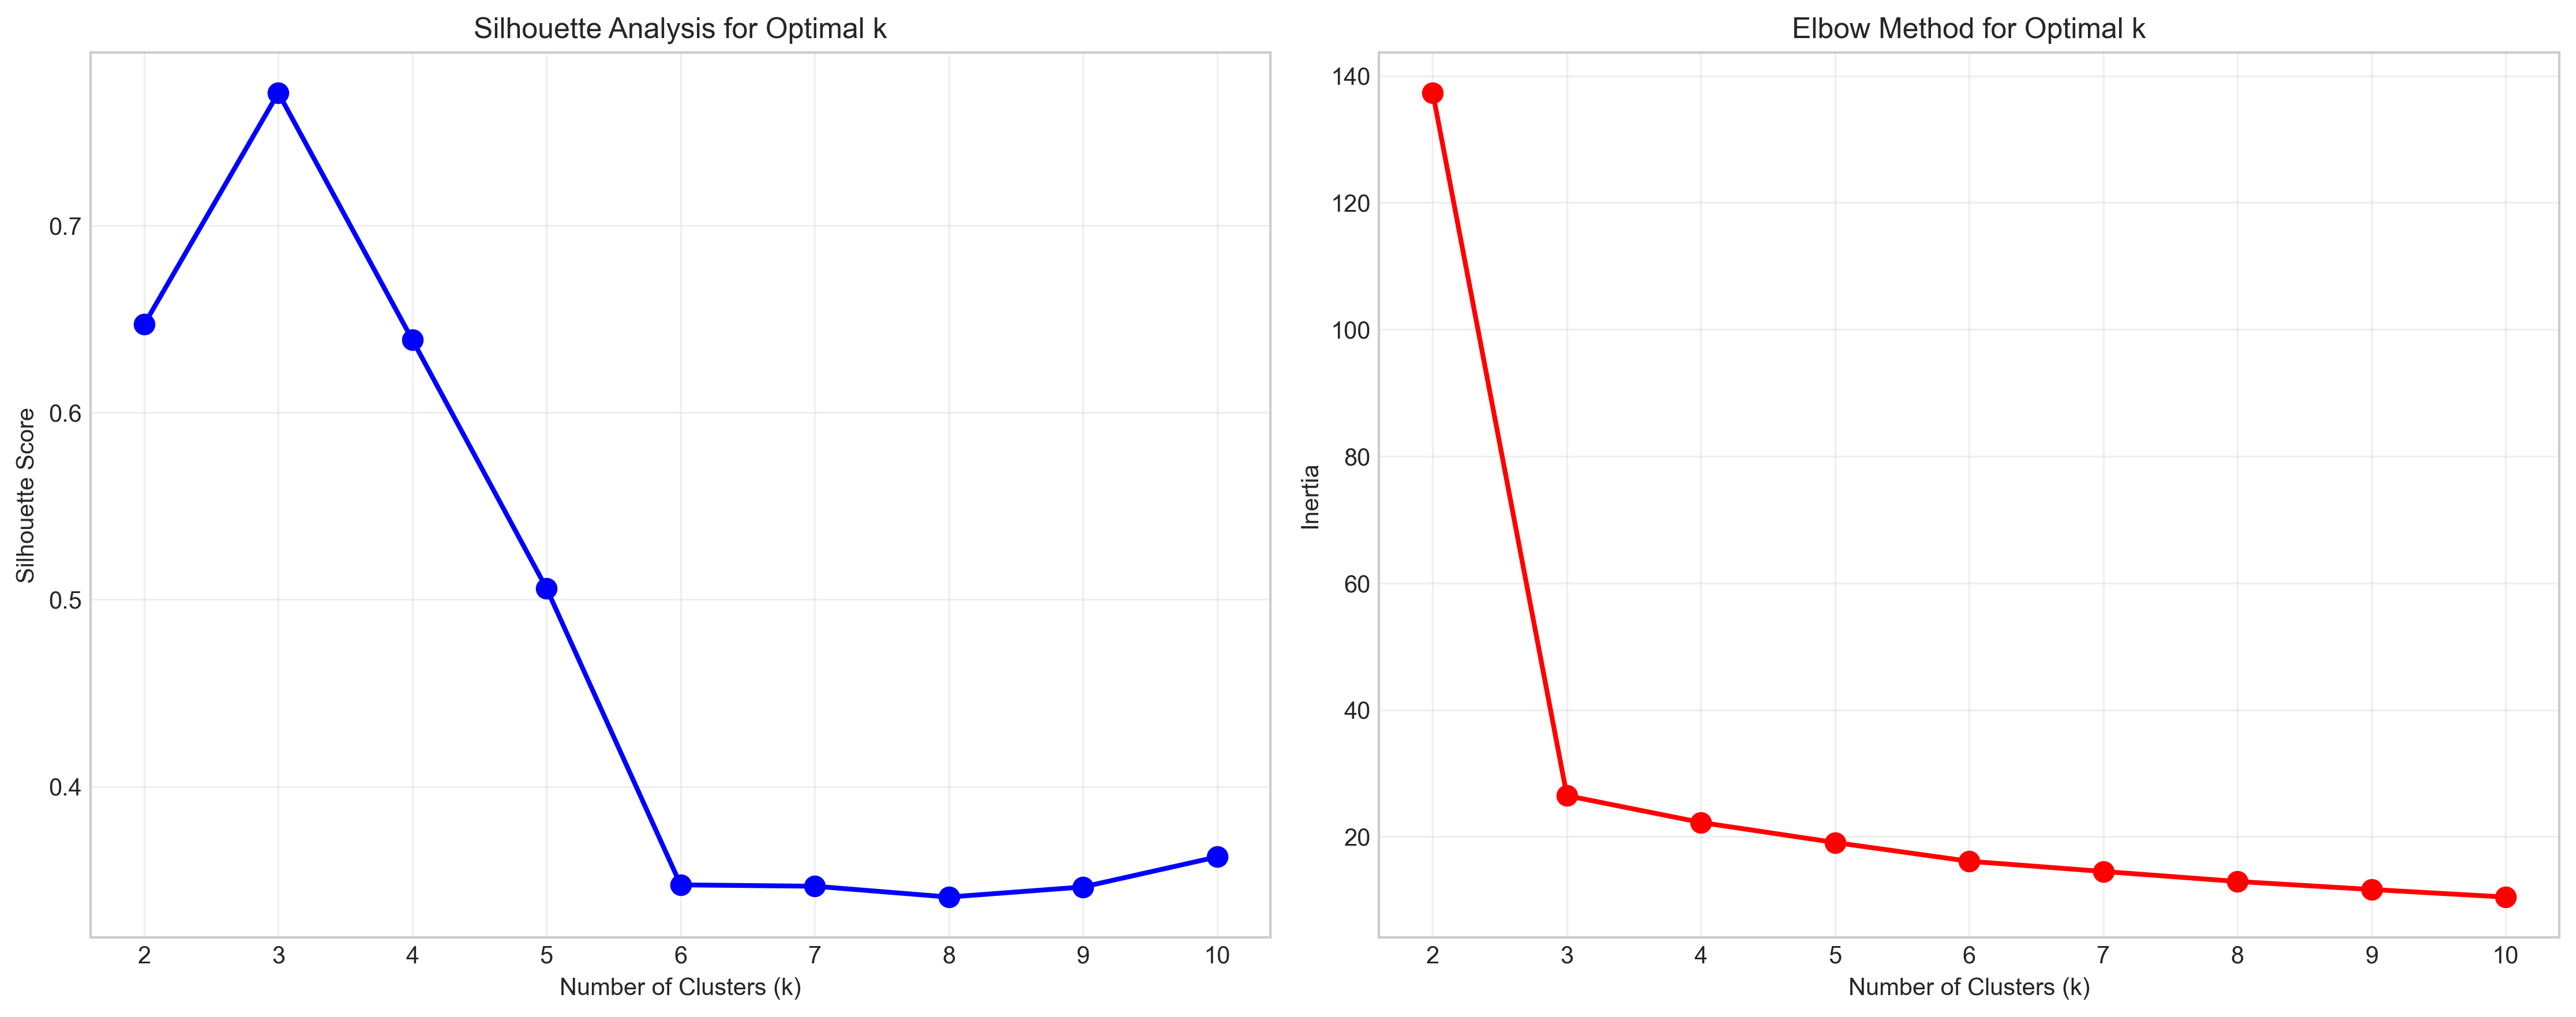 Silhouette Analysis for Optimal k
0.7
0.6
0.5
0.4
Silhouette Score
2 3 4 5 6 7 8 9 10
Number of Clusters (k)
Elbow Method for Optimal k
140
120
100
80
60
40
20
Inertia
2 3 4 5 6 7 8 9 10
Number of Clusters (k)